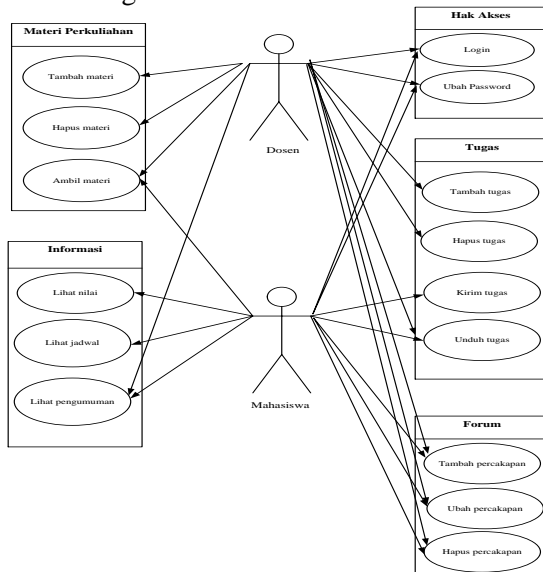 Materi Perkuliahan
Tambah materi
Hapus materi
Ambil materi
Informasi
Lihat nilai
Lihat jadwal
Lihat pengumuman
Dosen
Mahasiswa
Hak Akses
Login
Ubah Password
Tugas
Tambah tugas
Hapus tugas
Kirim tugas
Unduh tugas
Forum
Tambah percakapan
Ubah percakapan
Hapus percakapan